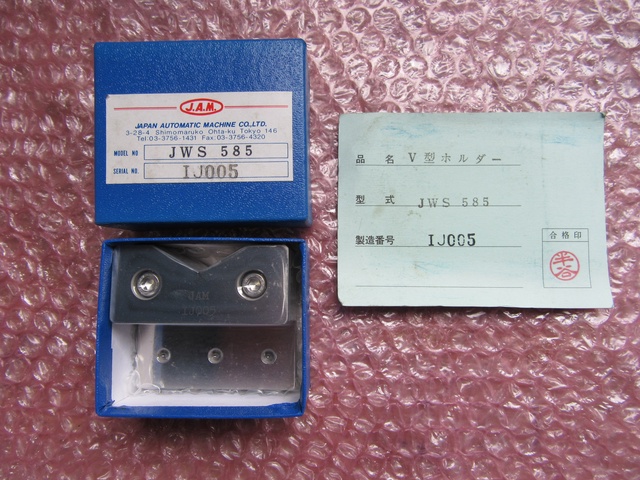 J.A.M.
JAPAN AUTOMATIC MACHINE CO.,LTD.
3-28-4 Shimomaruko Ohta-ku Tokyo 146
Tel:03-3756-1431 Fax:03-3756-4320
MODEL NO JWS 585
SERIAL NO. IJ005
JAM
IJ005
品名 V型ホルダー
型式 JWS 585
製造番号 IJ005
合格印